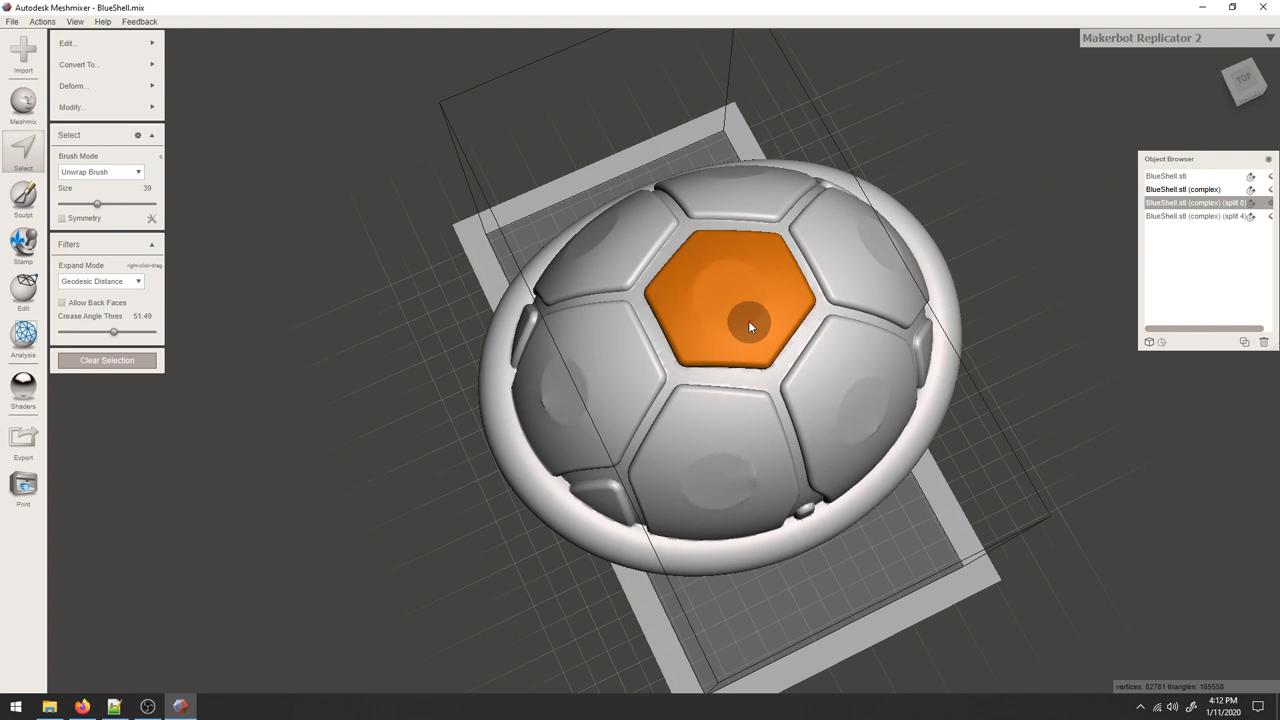 Autodesk Meshmixer - BlueShell.mix
File Actions View Help Feedback
Import
Meshmix
Select
Sculpt
Stamp
Edit
Analysis
Shaders
Export
Print
Edit...
Convert To...
Deform...
Modify...
Select
Brush Mode
Unwrap Brush
Size 39
Symmetry
Filters
Expand Mode right-click-drag
Geodesic Distance
Allow Back Faces
Crease Angle Thres 51.49
Clear Selection
Makerbot Replicator 2
TOP
Object Browser
BlueShell.stl
BlueShell.stl (complex)
BlueShell.stl (complex) (split 0)
BlueShell.stl (complex) (split 4)
vertices: 82781 triangles: 165558
4:12 PM
1/11/2020